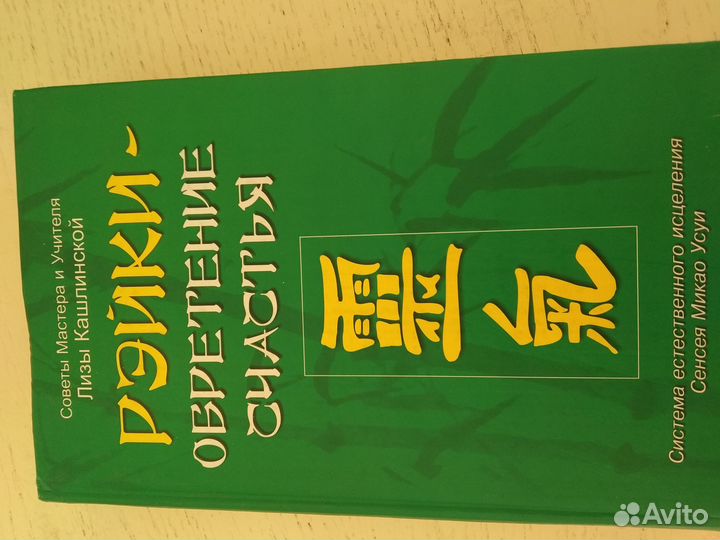 Советы Мастера и Учителя
Лизы Кашлинской
РЭЙКИ -
ОБРЕТЕНИЕ
СЧАСТЬЯ
靈
氣
Система естественного исцеления
Сенсея Микао Усуи
Avito